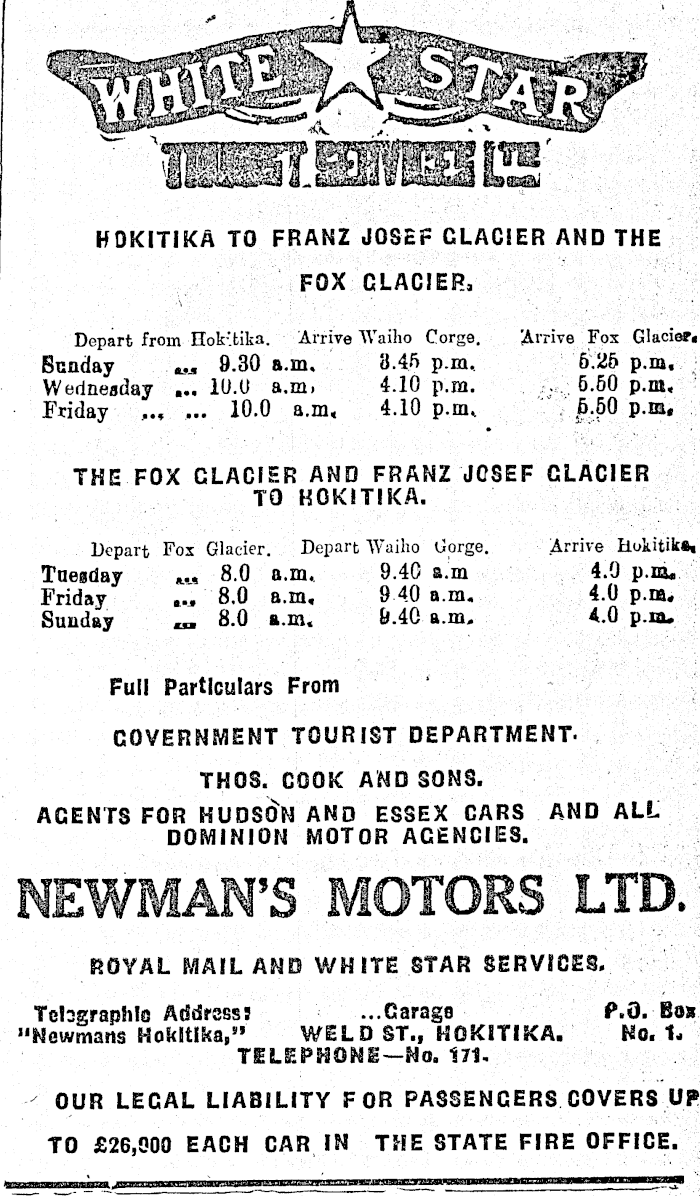 WHITE STAR
HOKITIKA TO FRANZ JOSEF GLACIER AND THE
FOX GLACIER.
Depart from Hokitika. Arrive Waiho Gorge. Arrive Fox Glacier.
Sunday ... 9.30 a.m. 3.45 p.m. 5.25 p.m.
Wednesday ... 10.0 a.m. 4.10 p.m. 5.50 p.m.
Friday ... ... 10.0 a.m. 4.10 p.m. 5.50 p.m.
THE FOX GLACIER AND FRANZ JOSEF GLACIER
TO HOKITIKA.
Depart Fox Glacier. Depart Waiho Gorge. Arrive Hokitika.
Tuesday ... 8.0 a.m. 9.40 a.m 4.0 p.m.
Friday ... 8.0 a.m. 9.40 a.m. 4.0 p.m.
Sunday ... 8.0 a.m. 9.40 a.m. 4.0 p.m.
Full Particulars From
GOVERNMENT TOURIST DEPARTMENT.
THOS. COOK AND SONS.
AGENTS FOR HUDSON AND ESSEX CARS AND ALL
DOMINION MOTOR AGENCIES.
NEWMAN'S MOTORS LTD.
ROYAL MAIL AND WHITE STAR SERVICES.
Telegraphic Address: ...Garage P.O. Box
"Newmans Hokitika," WELD ST., HOKITIKA. No. 1.
TELEPHONE—No. 171.
OUR LEGAL LIABILITY FOR PASSENGERS COVERS UP
TO £26,000 EACH CAR IN THE STATE FIRE OFFICE.